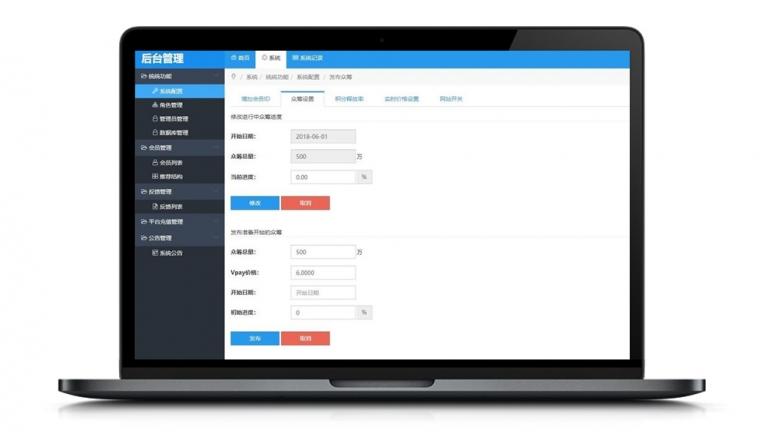 后台管理
首页 系统 系统记录
系统 / 统统功能 / 系统配置 / 发布众筹
统统功能
系统配置
角色管理
管理员管理
数据库管理
会员管理
会员列表
推荐结构
反馈管理
反馈列表
平台充值管理
公告管理
系统公告
增加会员ID 众筹设置 积分释放率 实时价格设置 网站开关
修改进行中众筹进度
开始日期: 2018-06-01
众筹总量: 500 万
当前进度: 0.00 %
修改 取消
发布准备开始的众筹
众筹总量: 500 万
Vpay价格: 6.0000
开始日期: 开始日期
初始进度: 0 %
发布 取消